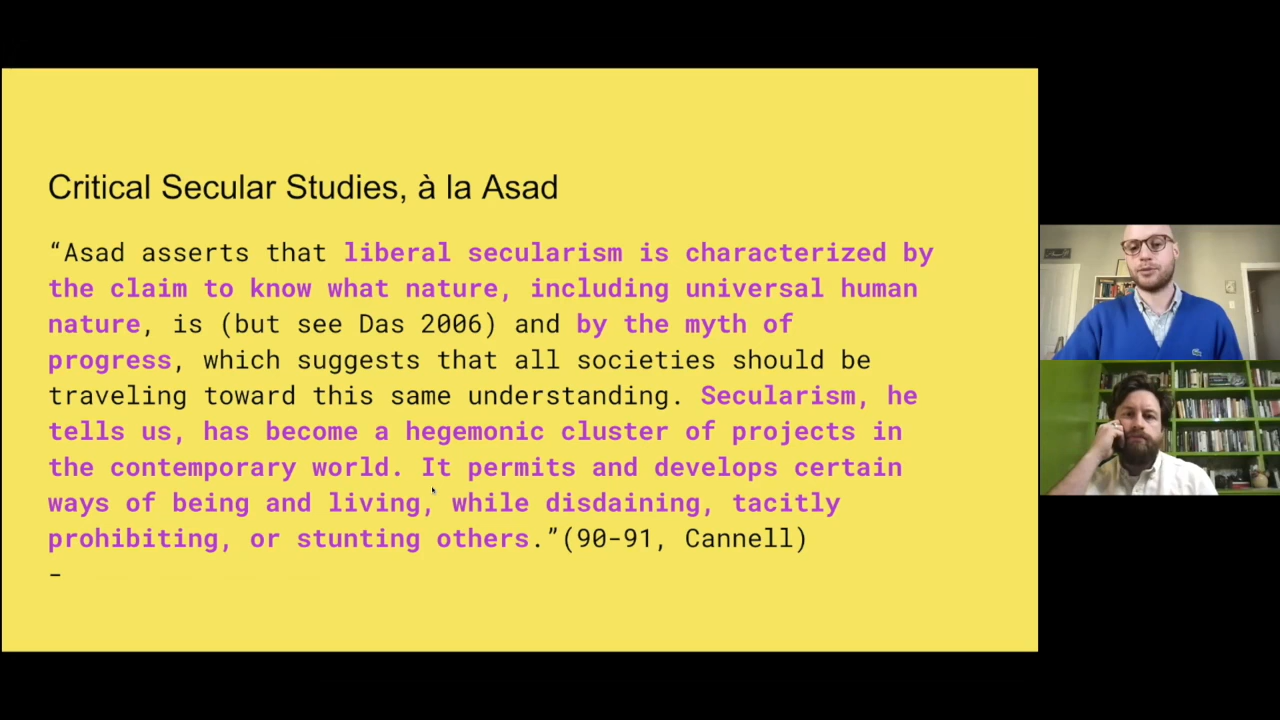 Critical Secular Studies, à la Asad
“Asad asserts that liberal secularism is characterized by
the claim to know what nature, including universal human
nature, is (but see Das 2006) and by the myth of
progress, which suggests that all societies should be
traveling toward this same understanding. Secularism, he
tells us, has become a hegemonic cluster of projects in
the contemporary world. It permits and develops certain
ways of being and living, while disdaining, tacitly
prohibiting, or stunting others.”(90-91, Cannell)
-